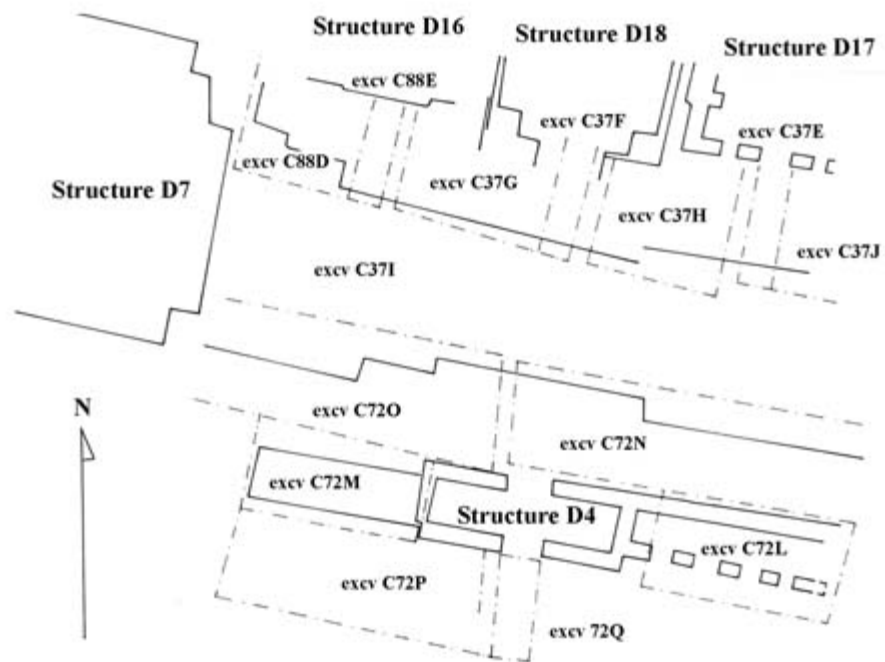 Structure D16
Structure D18
Structure D17
excv C88E
excv C37F
excv C37E
excv C88D
excv C37G
Structure D7
excv C37H
excv C37J
excv C37I
N
excv C72O
excv C72N
excv C72M
Structure D4
excv C72L
excv C72P
excv 72Q